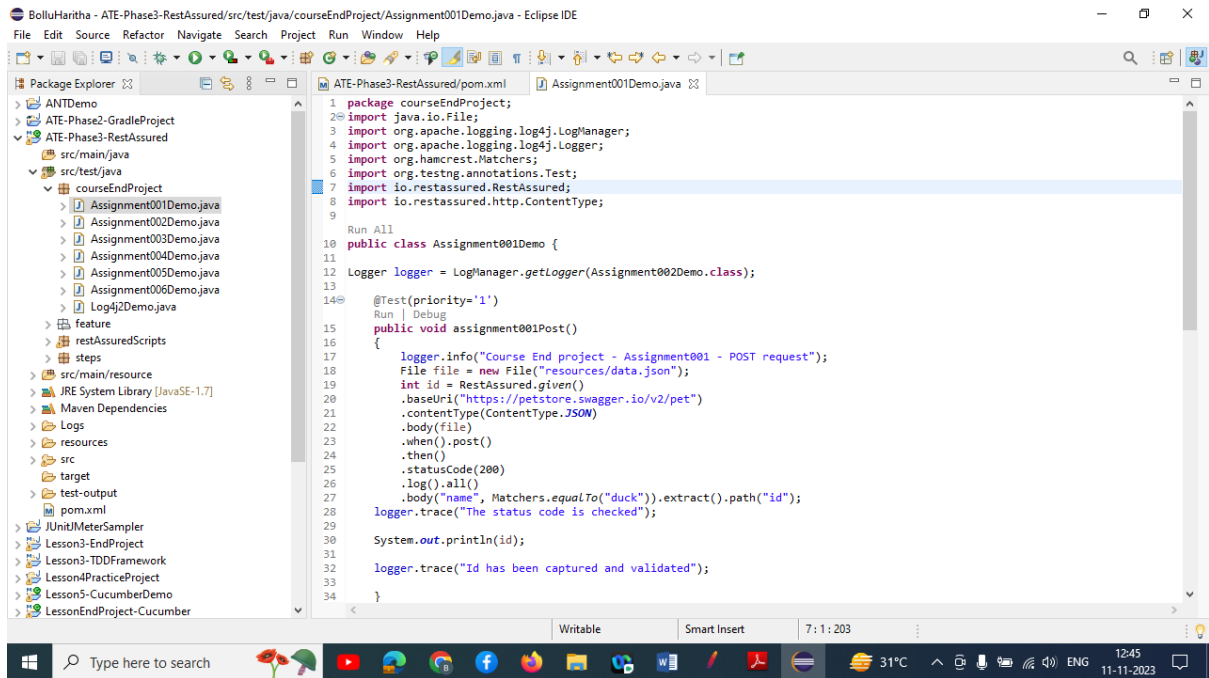 BolluHaritha - ATE-Phase3-RestAssured/src/test/java/courseEndProject/Assignment001Demo.java - Eclipse IDE
File Edit Source Refactor Navigate Search Project Run Window Help
Package Explorer
ANTDemo
ATE-Phase2-GradleProject
ATE-Phase3-RestAssured
src/main/java
src/test/java
courseEndProject
Assignment001Demo.java
Assignment002Demo.java
Assignment003Demo.java
Assignment004Demo.java
Assignment005Demo.java
Assignment006Demo.java
Log4j2Demo.java
feature
restAssuredScripts
steps
src/main/resource
JRE System Library [JavaSE-1.7]
Maven Dependencies
Logs
resources
src
target
test-output
pom.xml
JUnitJMeterSampler
Lesson3-EndProject
Lesson3-TDDFramework
Lesson4PracticeProject
Lesson5-CucumberDemo
LessonEndProject-Cucumber
ATE-Phase3-RestAssured/pom.xml Assignment001Demo.java
1 package courseEndProject;
2 import java.io.File;
3 import org.apache.logging.log4j.LogManager;
4 import org.apache.logging.log4j.Logger;
5 import org.hamcrest.Matchers;
6 import org.testng.annotations.Test;
7 import io.restassured.RestAssured;
8 import io.restassured.http.ContentType;
9
Run All
10 public class Assignment001Demo {
11
12 Logger logger = LogManager.getLogger(Assignment002Demo.class);
13
14 @Test(priority='1')
Run | Debug
15 public void assignment001Post()
16 {
17 logger.info("Course End project - Assignment001 - POST request");
18 File file = new File("resources/data.json");
19 int id = RestAssured.given()
20 .baseUri("https://petstore.swagger.io/v2/pet")
21 .contentType(ContentType.JSON)
22 .body(file)
23 .when().post()
24 .then()
25 .statusCode(200)
26 .log().all()
27 .body("name", Matchers.equalTo("duck")).extract().path("id");
28 logger.trace("The status code is checked");
29
30 System.out.println(id);
31
32 logger.trace("Id has been captured and validated");
33
34 }
Writable Smart Insert 7 : 1 : 203
Type here to search
31°C ENG 12:45
11-11-2023